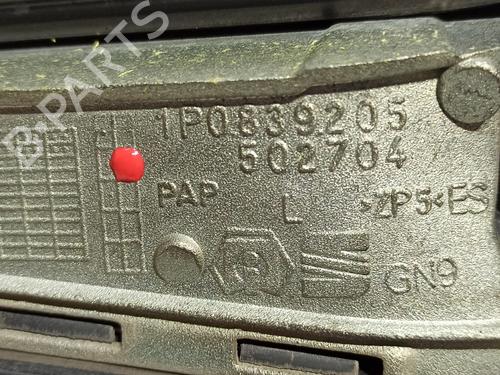 B-PARTS
1P0839205
502704
PAP
L >ZP5< ES
GN9